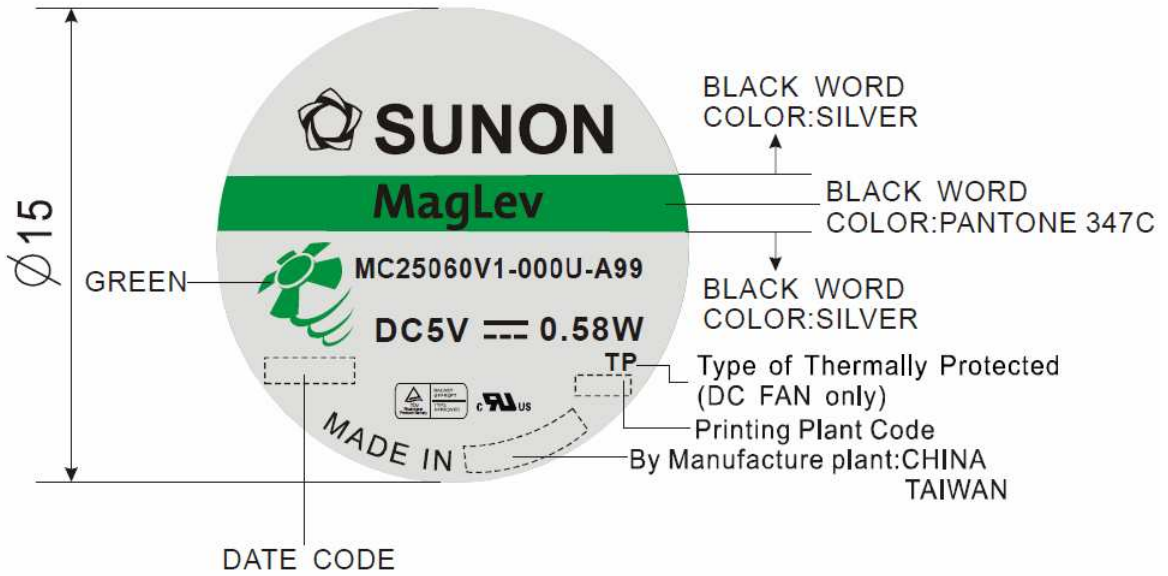 SUNON
MagLev
MC25060V1-000U-A99
DC5V ⎓ 0.58W
TP
c RU US
MADE IN
Ø15
GREEN
DATE CODE
BLACK WORD
COLOR:SILVER
BLACK WORD
COLOR:PANTONE 347C
BLACK WORD
COLOR:SILVER
Type of Thermally Protected
(DC FAN only)
Printing Plant Code
By Manufacture plant:CHINA
TAIWAN